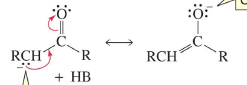 :O: :O:⁻
C C
RCH R ⟷ RCH R
+ HB